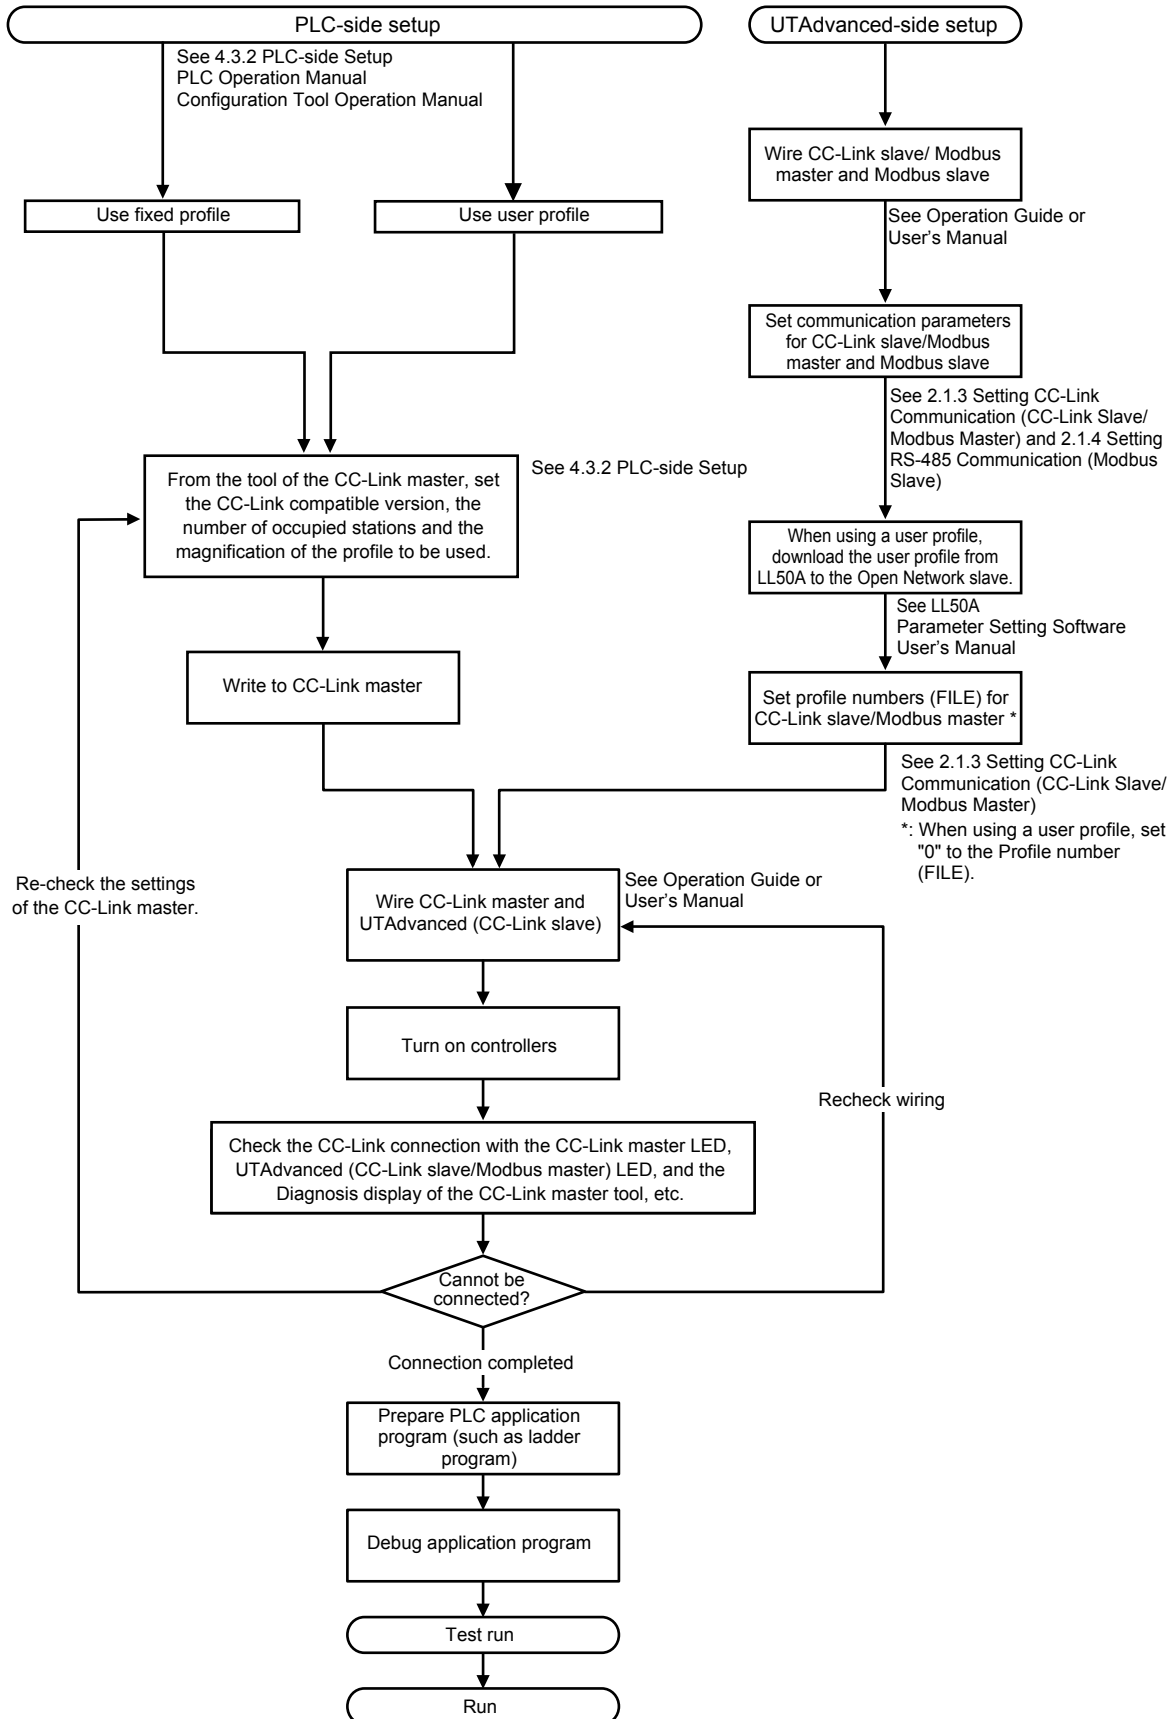 PLC-side setup
UTAdvanced-side setup
See 4.3.2 PLC-side Setup
PLC Operation Manual
Configuration Tool Operation Manual
Wire CC-Link slave/ Modbus
master and Modbus slave
Use fixed profile
Use user profile
See Operation Guide or
User's Manual
Set communication parameters
for CC-Link slave/Modbus
master and Modbus slave
See 2.1.3 Setting CC-Link
Communication (CC-Link Slave/
Modbus Master) and 2.1.4 Setting
RS-485 Communication (Modbus
Slave)
From the tool of the CC-Link master, set
the CC-Link compatible version, the
number of occupied stations and the
magnification of the profile to be used.
See 4.3.2 PLC-side Setup
When using a user profile,
download the user profile from
LL50A to the Open Network slave.
See LL50A
Parameter Setting Software
User's Manual
Write to CC-Link master
Set profile numbers (FILE) for
CC-Link slave/Modbus master *
See 2.1.3 Setting CC-Link
Communication (CC-Link Slave/
Modbus Master)
*: When using a user profile, set
"0" to the Profile number
(FILE).
Re-check the settings
of the CC-Link master.
Wire CC-Link master and
UTAdvanced (CC-Link slave)
See Operation Guide or
User's Manual
Turn on controllers
Recheck wiring
Check the CC-Link connection with the CC-Link master LED,
UTAdvanced (CC-Link slave/Modbus master) LED, and the
Diagnosis display of the CC-Link master tool, etc.
Cannot be
connected?
Connection completed
Prepare PLC application
program (such as ladder
program)
Debug application program
Test run
Run